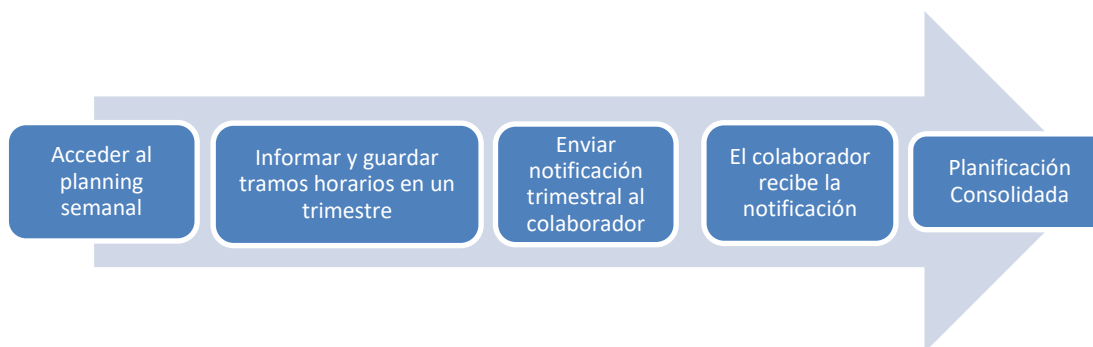 Acceder al
planning
semanal
Informar y guardar
tramos horarios en un
trimestre
Enviar
notificación
trimestral al
colaborador
El colaborador
recibe la
notificación
Planificación
Consolidada